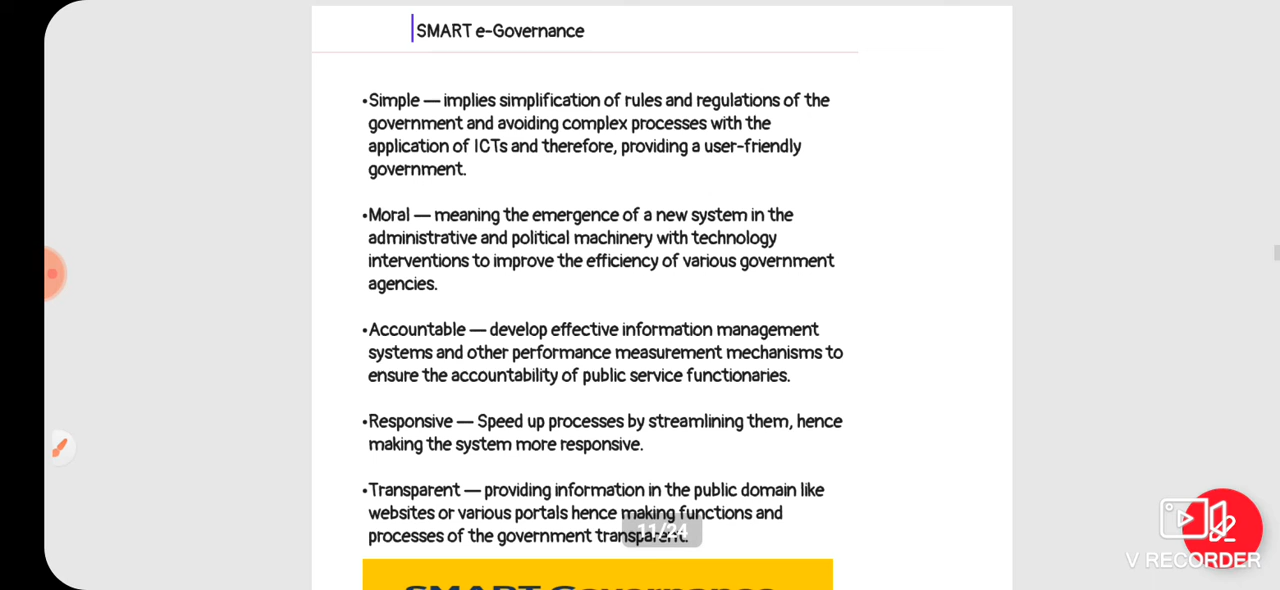 SMART e-Governance
•Simple — implies simplification of rules and regulations of the
government and avoiding complex processes with the
application of ICTs and therefore, providing a user-friendly
government.
•Moral — meaning the emergence of a new system in the
administrative and political machinery with technology
interventions to improve the efficiency of various government
agencies.
•Accountable — develop effective information management
systems and other performance measurement mechanisms to
ensure the accountability of public service functionaries.
•Responsive — Speed up processes by streamlining them, hence
making the system more responsive.
•Transparent — providing information in the public domain like
websites or various portals hence making functions and
processes of the government transparent.
11/24
SMART Governance
V RECORDER